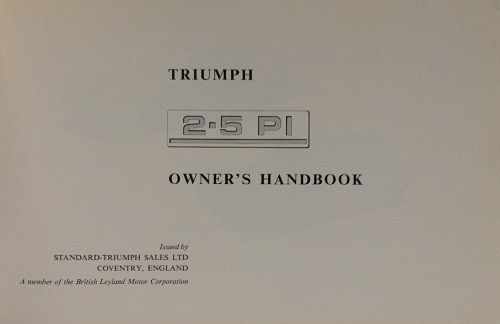 TRIUMPH
2·5 PI
OWNER'S HANDBOOK
Issued by
STANDARD-TRIUMPH SALES LTD
COVENTRY, ENGLAND
A member of the British Leyland Motor Corporation